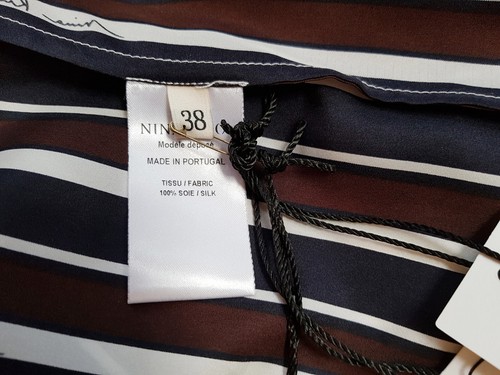 38
Modèle déposé
MADE IN PORTUGAL
TISSU / FABRIC
100% SOIE / SILK